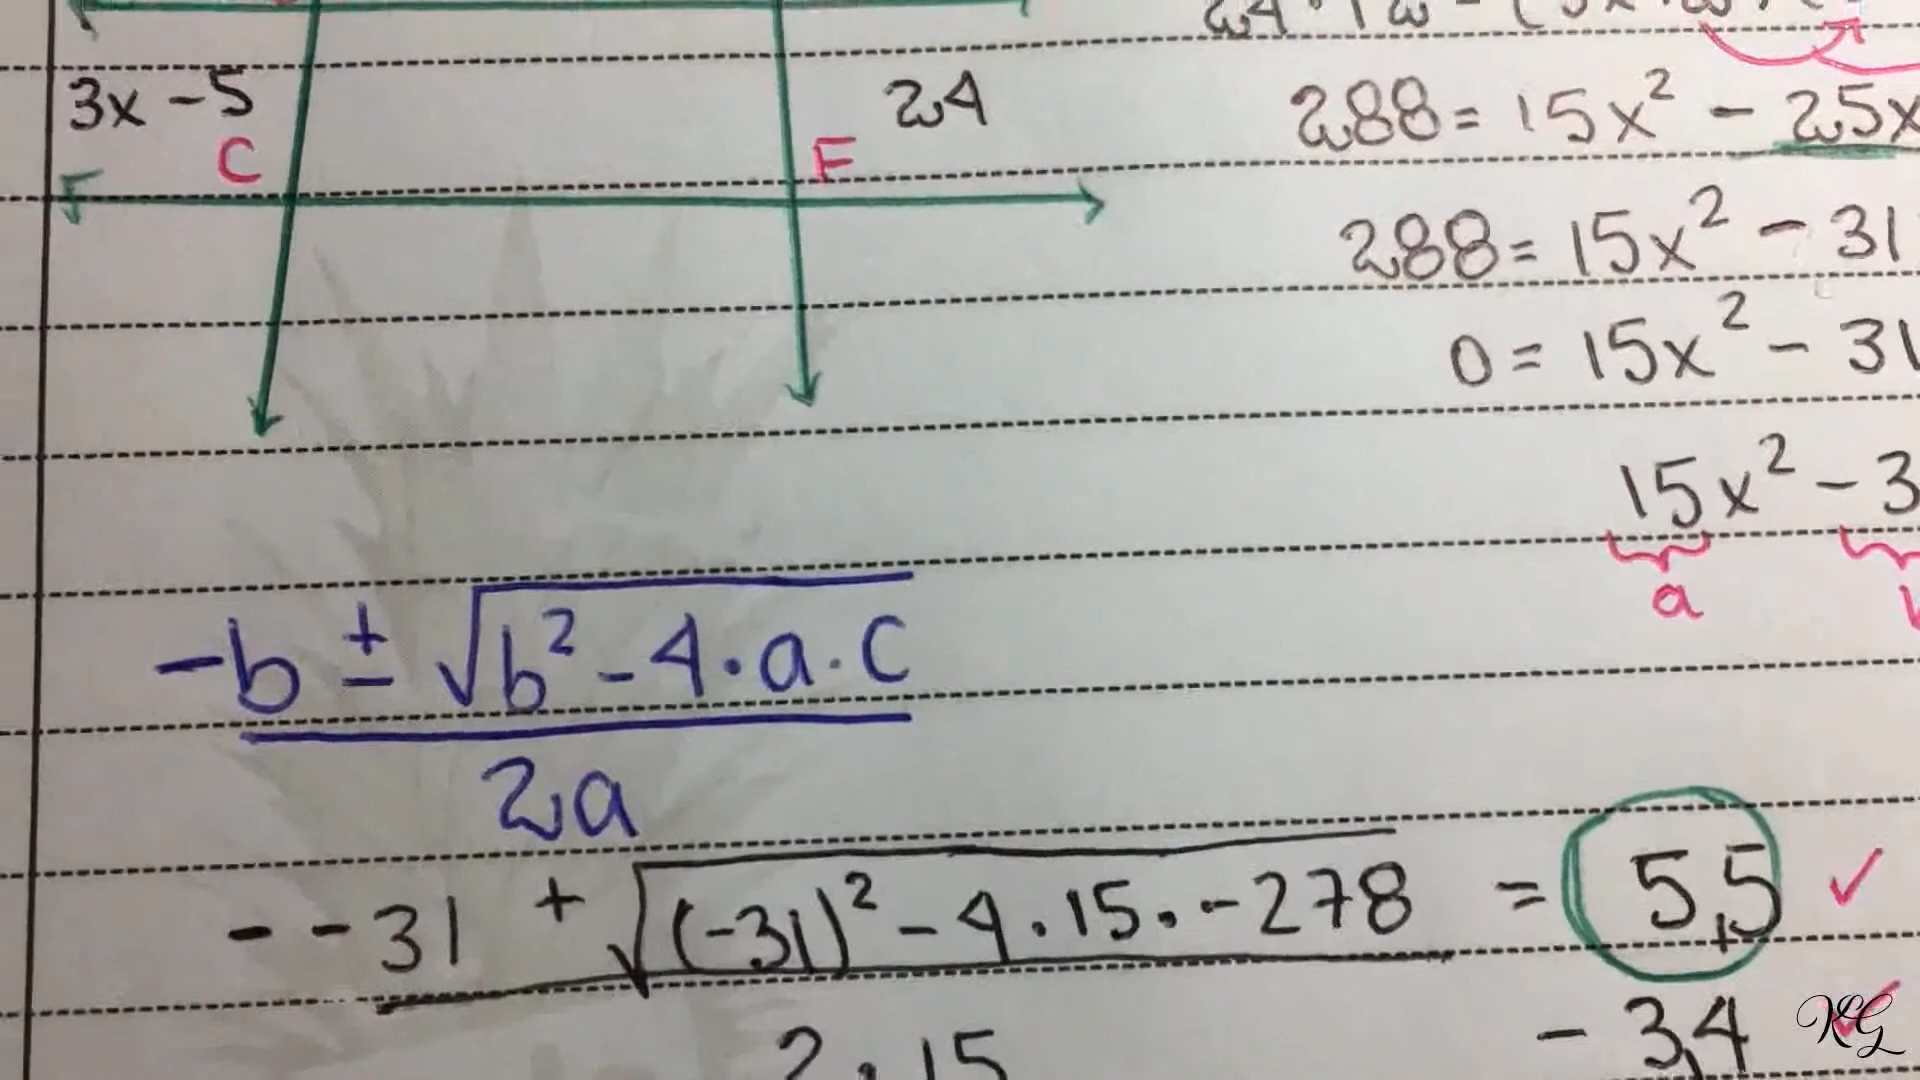 3x - 5
24
C
F
288 = 15x² - 25x
288 = 15x² - 31
0 = 15x² - 31
15x² - 3
a
-b ± √b² - 4 · a · c
2a
- - 31 + √(-31)² - 4 · 15 · - 278 = 5,5 ✓
2 · 15
- 3,4
KG